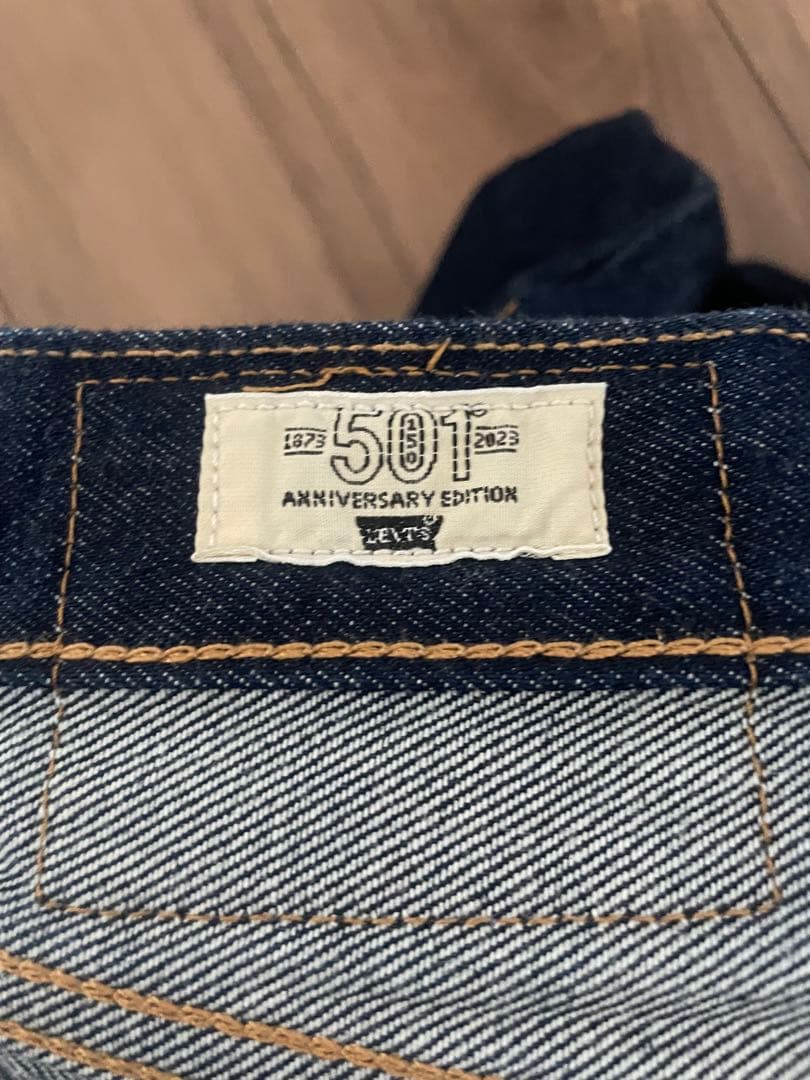 1873 501® 2023
150
ANNIVERSARY EDITION
LEVI'S®